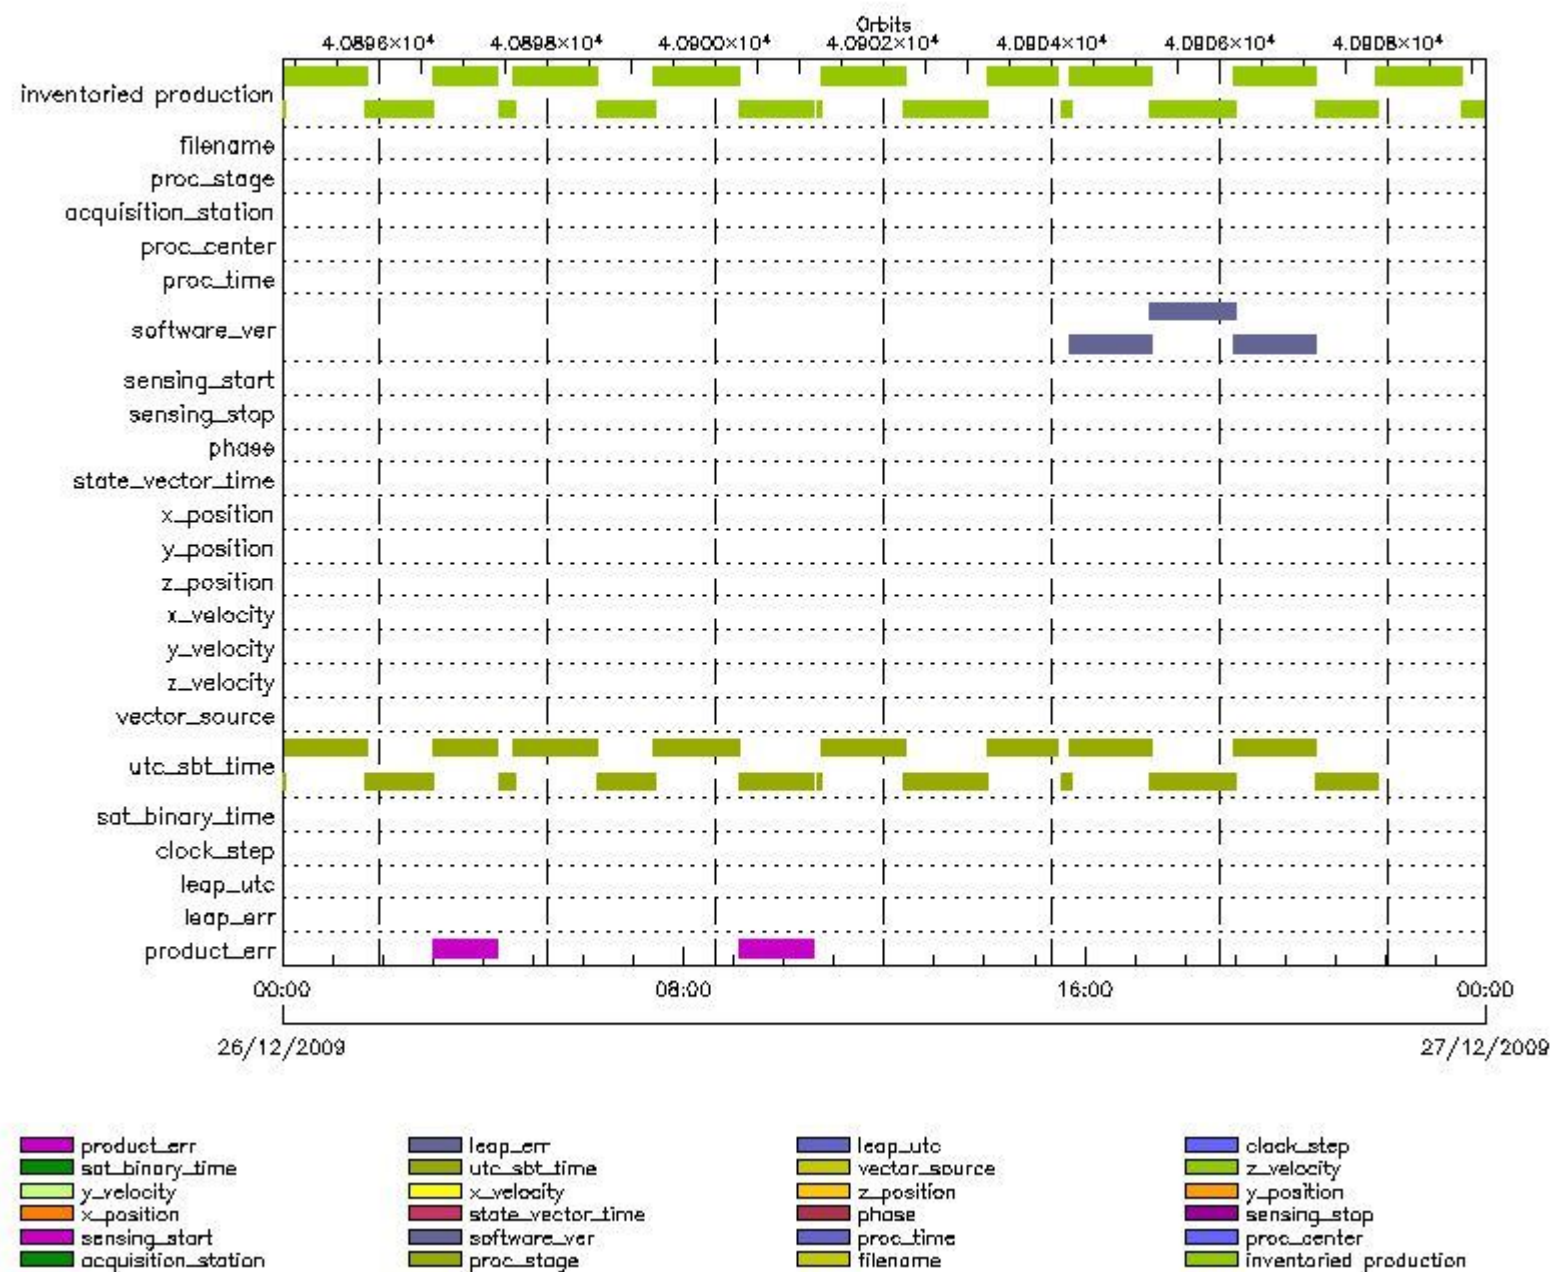 Orbits
4.0896×10⁴ 4.0898×10⁴ 4.0900×10⁴ 4.0902×10⁴ 4.0904×10⁴ 4.0906×10⁴ 4.0908×10⁴
inventoried production
filename
proc_stage
acquisition_station
proc_center
proc_time
software_ver
sensing_start
sensing_stop
phase
state_vector_time
x_position
y_position
z_position
x_velocity
y_velocity
z_velocity
vector_source
utc_sbt_time
sat_binary_time
clock_step
leap_utc
leap_err
product_err
00:00 08:00 16:00 00:00
26/12/2009 27/12/2009
product_err leap_err leap_utc clock_step
sat_binary_time utc_sbt_time vector_source z_velocity
y_velocity x_velocity z_position y_position
x_position state_vector_time phase sensing_stop
sensing_start software_ver proc_time proc_center
acquisition_station proc_stage filename inventoried production